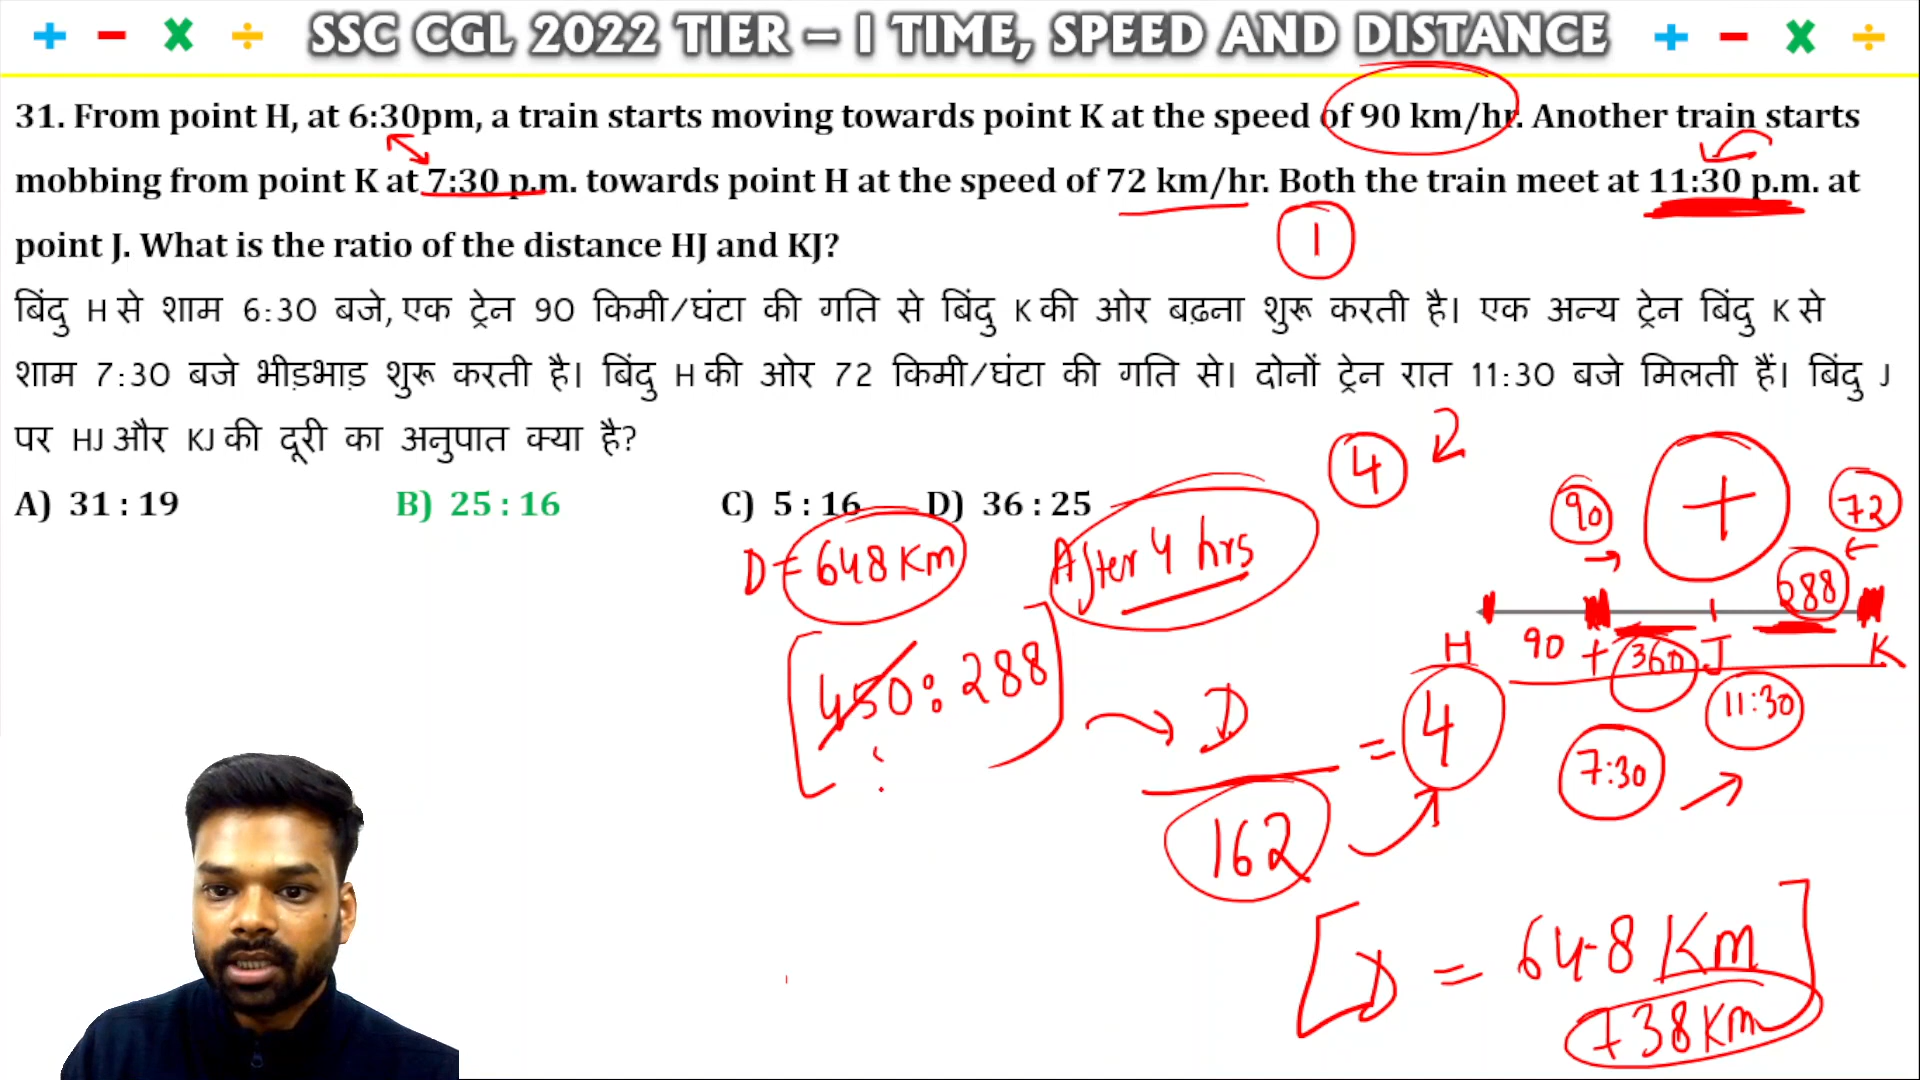 + - x ÷ SSC CGL 2022 TIER – I TIME, SPEED AND DISTANCE + - x ÷
31. From point H, at 6:30pm, a train starts moving towards point K at the speed of 90 km/hr. Another train starts
mobbing from point K at 7:30 p.m. towards point H at the speed of 72 km/hr. Both the train meet at 11:30 p.m. at
point J. What is the ratio of the distance HJ and KJ?
1
बिंदु H से शाम 6:30 बजे, एक ट्रेन 90 किमी/घंटा की गति से बिंदु K की ओर बढ़ना शुरू करती है। एक अन्य ट्रेन बिंदु K से
शाम 7:30 बजे भीड़भाड़ शुरू करती है। बिंदु H की ओर 72 किमी/घंटा की गति से। दोनों ट्रेन रात 11:30 बजे मिलती हैं। बिंदु J
पर HJ और KJ की दूरी का अनुपात क्या है?
A) 31 : 19 B) 25 : 16 C) 5 : 16 D) 36 : 25
4
90 + 72
D = 648 Km After 4 hrs
288
H 90 + 360 J K
450 : 288
D/162 = 4
11:30
7:30
D = 648 Km
738 Km